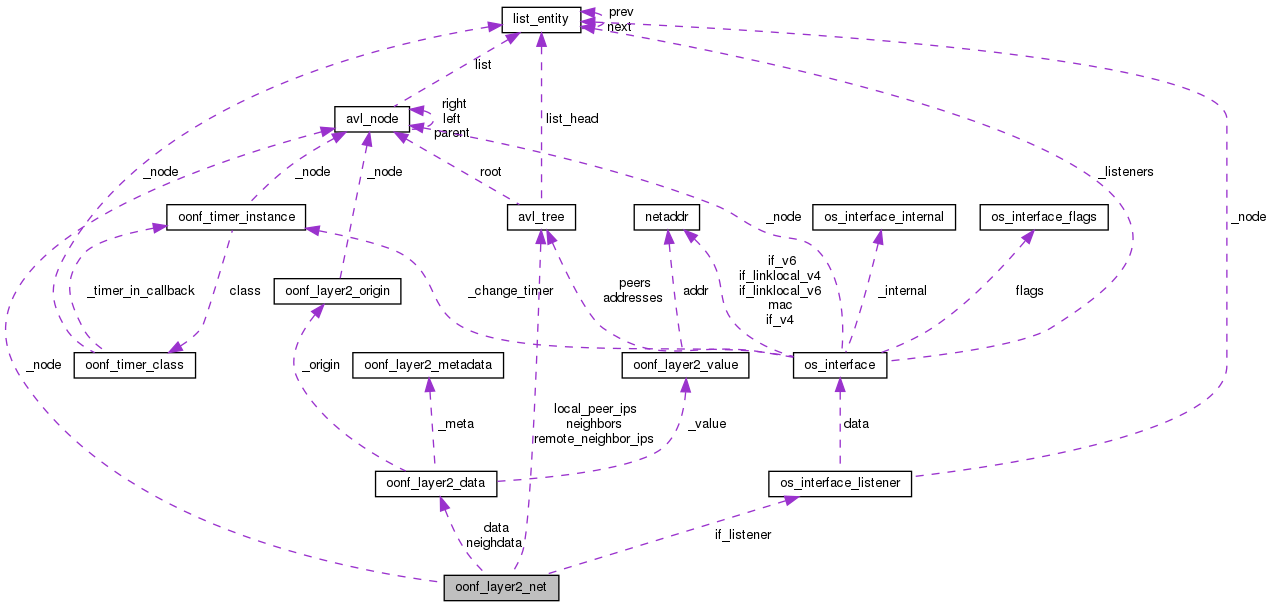 list_entity
prev
next
list
avl_node
right
left
parent
list_head
_node
_node
_node
root
_listeners
_node
_node
oonf_timer_instance
avl_tree
netaddr
os_interface_internal
os_interface_flags
_timer_in_callback
class
oonf_layer2_origin
_change_timer
peers
addresses
addr
if_v6
if_linklocal_v4
if_linklocal_v6
mac
if_v4
_internal
flags
oonf_timer_class
_node
_origin
oonf_layer2_metadata
oonf_layer2_value
os_interface
_meta
local_peer_ips
neighbors
remote_neighbor_ips
_value
data
oonf_layer2_data
os_interface_listener
data
neighdata
if_listener
oonf_layer2_net